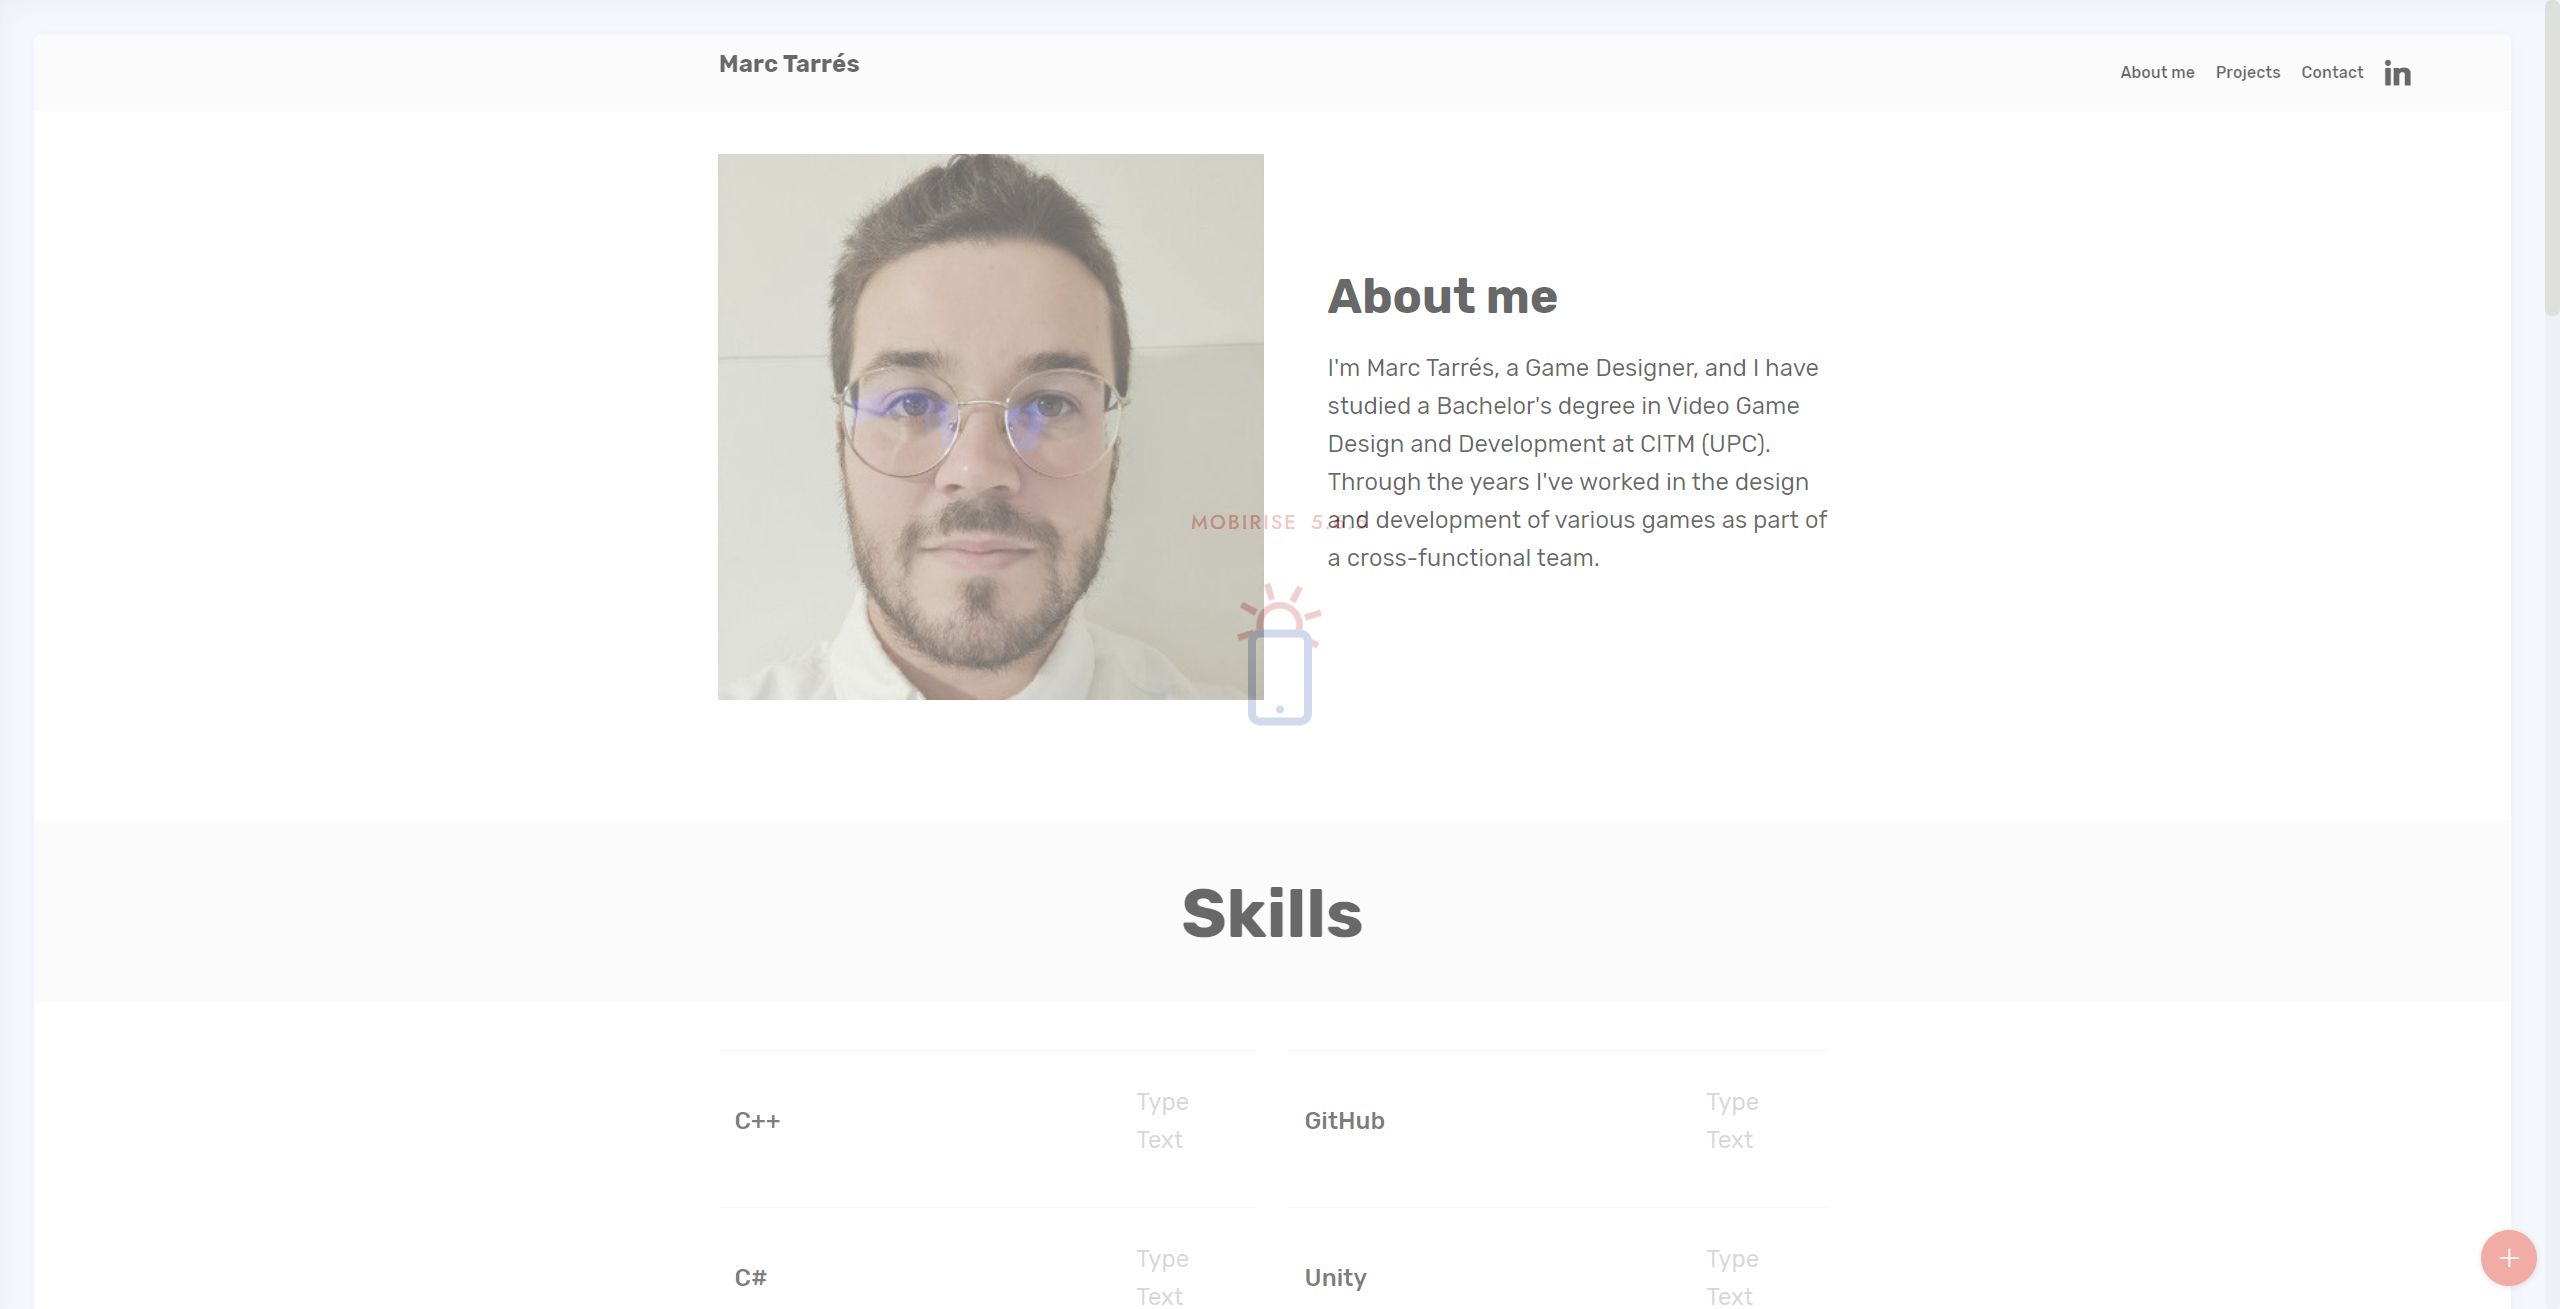 Marc Tarrés
About me
Projects
Contact
in
About me
I'm Marc Tarrés, a Game Designer, and I have
studied a Bachelor's degree in Video Game
Design and Development at CITM (UPC).
Through the years I've worked in the design
and development of various games as part of
a cross-functional team.
MOBIRISE
Skills
C++
Type
Text
GitHub
Type
Text
C#
Type
Text
Unity
Type
Text